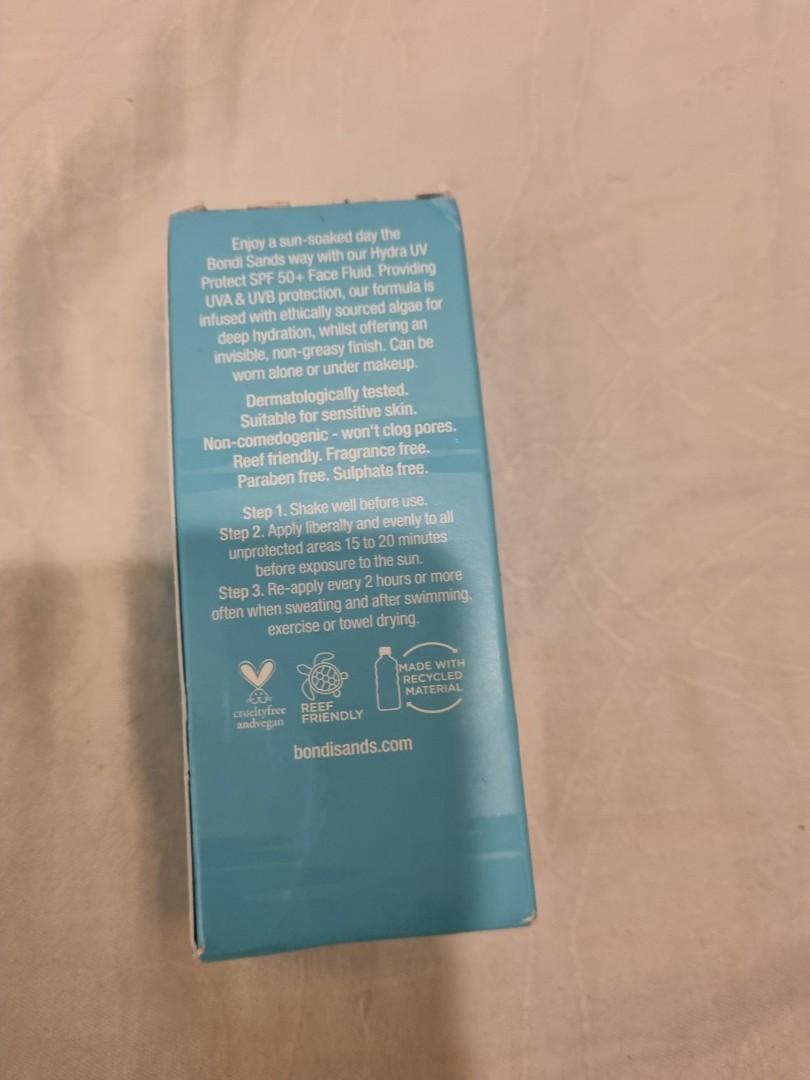 Enjoy a sun-soaked day the
Bondi Sands way with our Hydra UV
Protect SPF 50+ Face Fluid. Providing
UVA & UVB protection, our formula is
infused with ethically sourced algae for
deep hydration, whilst offering an
invisible, non-greasy finish. Can be
worn alone or under makeup.
Dermatologically tested.
Suitable for sensitive skin.
Non-comedogenic - won't clog pores.
Reef friendly. Fragrance free.
Paraben free. Sulphate free.
Step 1. Shake well before use.
Step 2. Apply liberally and evenly to all
unprotected areas 15 to 20 minutes
before exposure to the sun.
Step 3. Re-apply every 2 hours or more
often when sweating and after swimming,
exercise or towel drying.
crueltyfree
andvegan
REEF
FRIENDLY
MADE WITH
RECYCLED
MATERIAL
bondisands.com